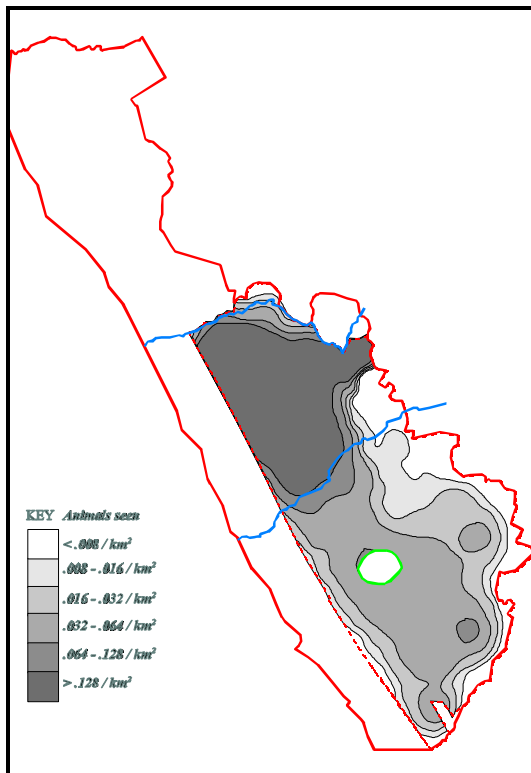 KEY Animals seen
<.008 / km²
.008 - .016 / km²
.016 - .032 / km²
.032 - .064 / km²
.064 - .128 / km²
>.128 / km²